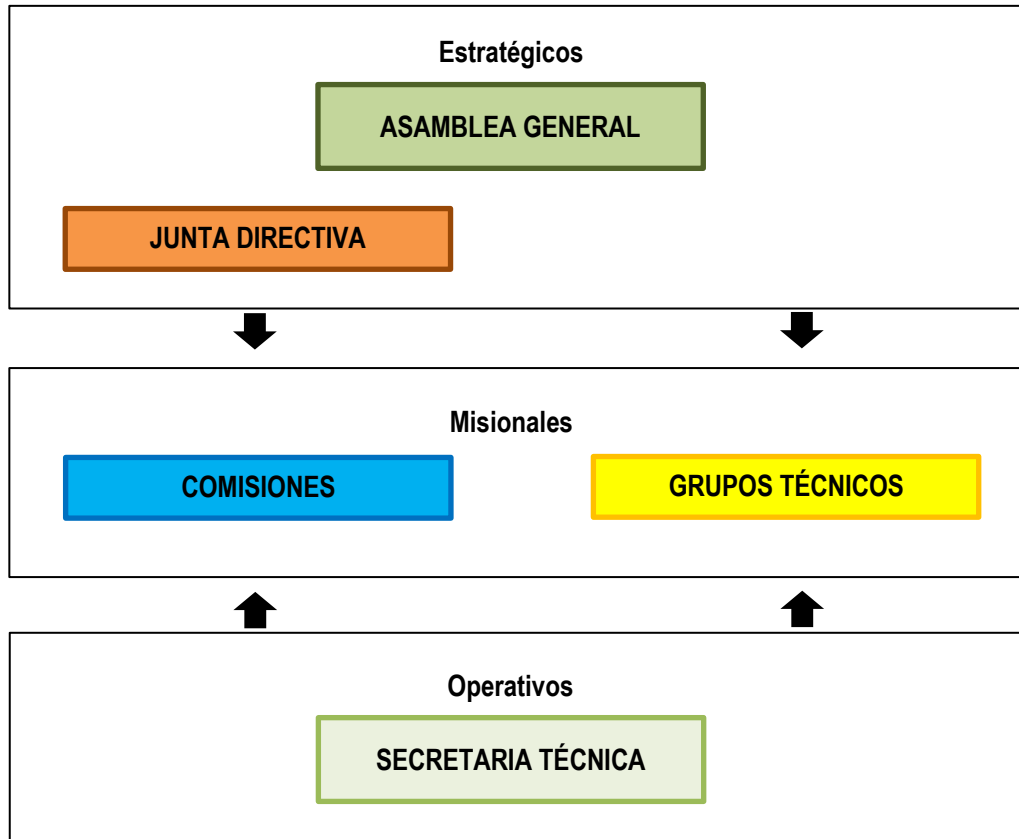 Estratégicos
ASAMBLEA GENERAL
JUNTA DIRECTIVA
Misionales
COMISIONES
GRUPOS TÉCNICOS
Operativos
SECRETARIA TÉCNICA